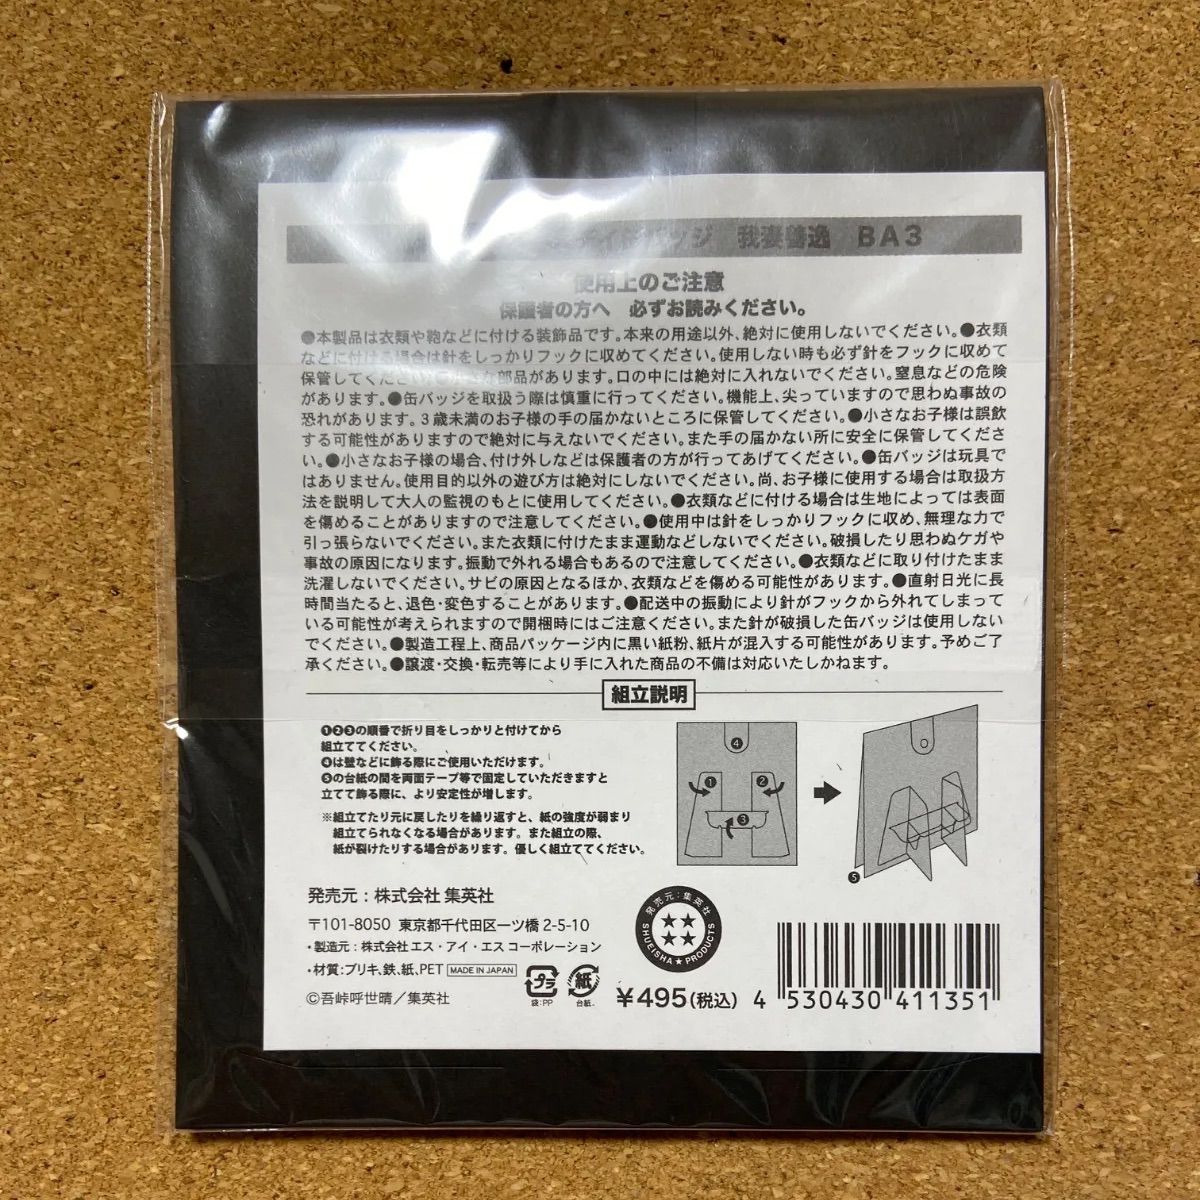 バッジ 我妻善逸 BA3
使用上のご注意
保護者の方へ 必ずお読みください。
●本製品は衣類や鞄などに付ける装飾品です。本来の用途以外、絶対に使用しないでください。●衣類
などに付ける場合は針をしっかりフックに収めてください。使用しない時も必ず針をフックに収めて
保管してください。 部品があります。口の中には絶対に入れないでください。窒息などの危険
があります。●缶バッジを取扱う際は慎重に行ってください。機能上、尖っていますので思わぬ事故の
恐れがあります。3歳未満のお子様の手の届かないところに保管してください。●小さなお子様は誤飲
する可能性がありますので絶対に与えないでください。また手の届かない所に安全に保管してくださ
い。●小さなお子様の場合、付け外しなどは保護者の方が行ってあげてください。●缶バッジは玩具で
はありません。使用目的以外の遊び方は絶対にしないでください。尚、お子様に使用する場合は取扱方
法を説明して大人の監視のもとに使用してください。●衣類などに付ける場合は生地によっては表面
を傷めることがありますので注意してください。●使用中は針をしっかりフックに収め、無理な力で
引っ張らないでください。また衣類に付けたまま運動などしないでください。破損したり思わぬケガや
事故の原因になります。振動で外れる場合もあるので注意してください。●衣類などに取り付けたまま
洗濯しないでください。サビの原因となるほか、衣類などを傷める可能性があります。●直射日光に長
時間当たると、退色・変色することがあります。●配送中の振動により針がフックから外れてしまって
いる可能性が考えられますので開梱時にはご注意ください。また針が破損した缶バッジは使用しない
でください。●製造工程上、商品パッケージ内に黒い紙粉、紙片が混入する可能性があります。予めご了
承ください。●譲渡・交換・転売等により手に入れた商品の不備は対応いたしかねます。
組立説明
❶❷❸の順番で折り目をしっかりと付けてから
組立ててください。
❹は壁などに飾る際にご使用いただけます。
❺の台紙の間を両面テープ等で固定していただきますと
立てて飾る際に、より安定性が増します。
※組立てたり元に戻したりを繰り返すと、紙の強度が弱まり
組立てられなくなる場合があります。また組立の際、
紙が裂けたりする場合があります。優しく組立ててください。
❹
❶ ❷
❸
❺
発売元：株式会社 集英社
〒101-8050 東京都千代田区一ツ橋 2-5-10
・製造元：株式会社 エス・アイ・エス コーポレーション
・材質：ブリキ、鉄、紙、PET MADE IN JAPAN
©吾峠呼世晴／集英社
プラ
袋:PP
紙
台紙
発売元：集英社
SHUEISHA★PRODUCTS
¥495(税込)
4 530430 411351